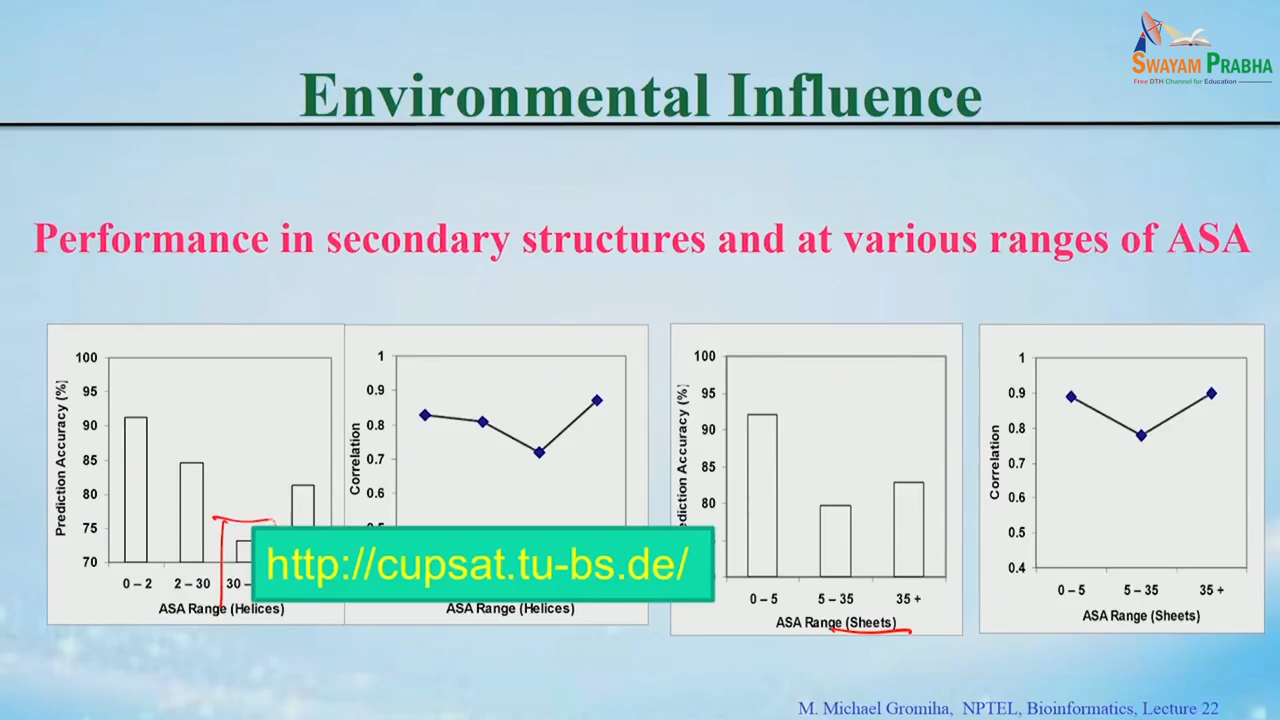 SWAYAM PRABHA
Free DTH Channel for Education
Environmental Influence
Performance in secondary structures and at various ranges of ASA
Prediction Accuracy (%)
100
95
90
85
80
75
70
0 – 2
2 – 30
30 –
ASA Range (Helices)
Correlation
1
0.9
0.8
0.7
0.6
ASA Range (Helices)
Accuracy (%)
100
95
90
85
80
0 – 5
5 – 35
35 +
ASA Range (Sheets)
Correlation
1
0.9
0.8
0.7
0.6
0.5
0.4
0 – 5
5 – 35
35 +
ASA Range (Sheets)
http://cupsat.tu-bs.de/
M. Michael Gromiha, NPTEL, Bioinformatics, Lecture 22